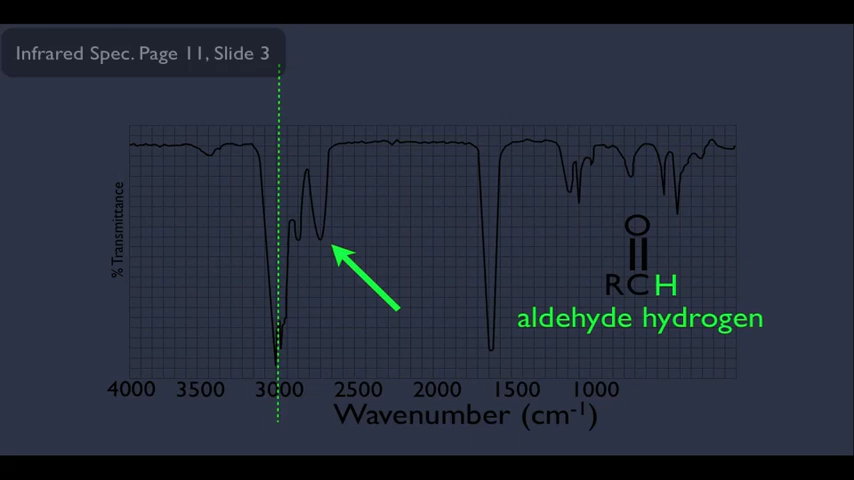 Infrared Spec. Page 11, Slide 3
% Transmittance
O
RCH
aldehyde hydrogen
4000 3500 3000 2500 2000 1500 1000
Wavenumber (cm-1)